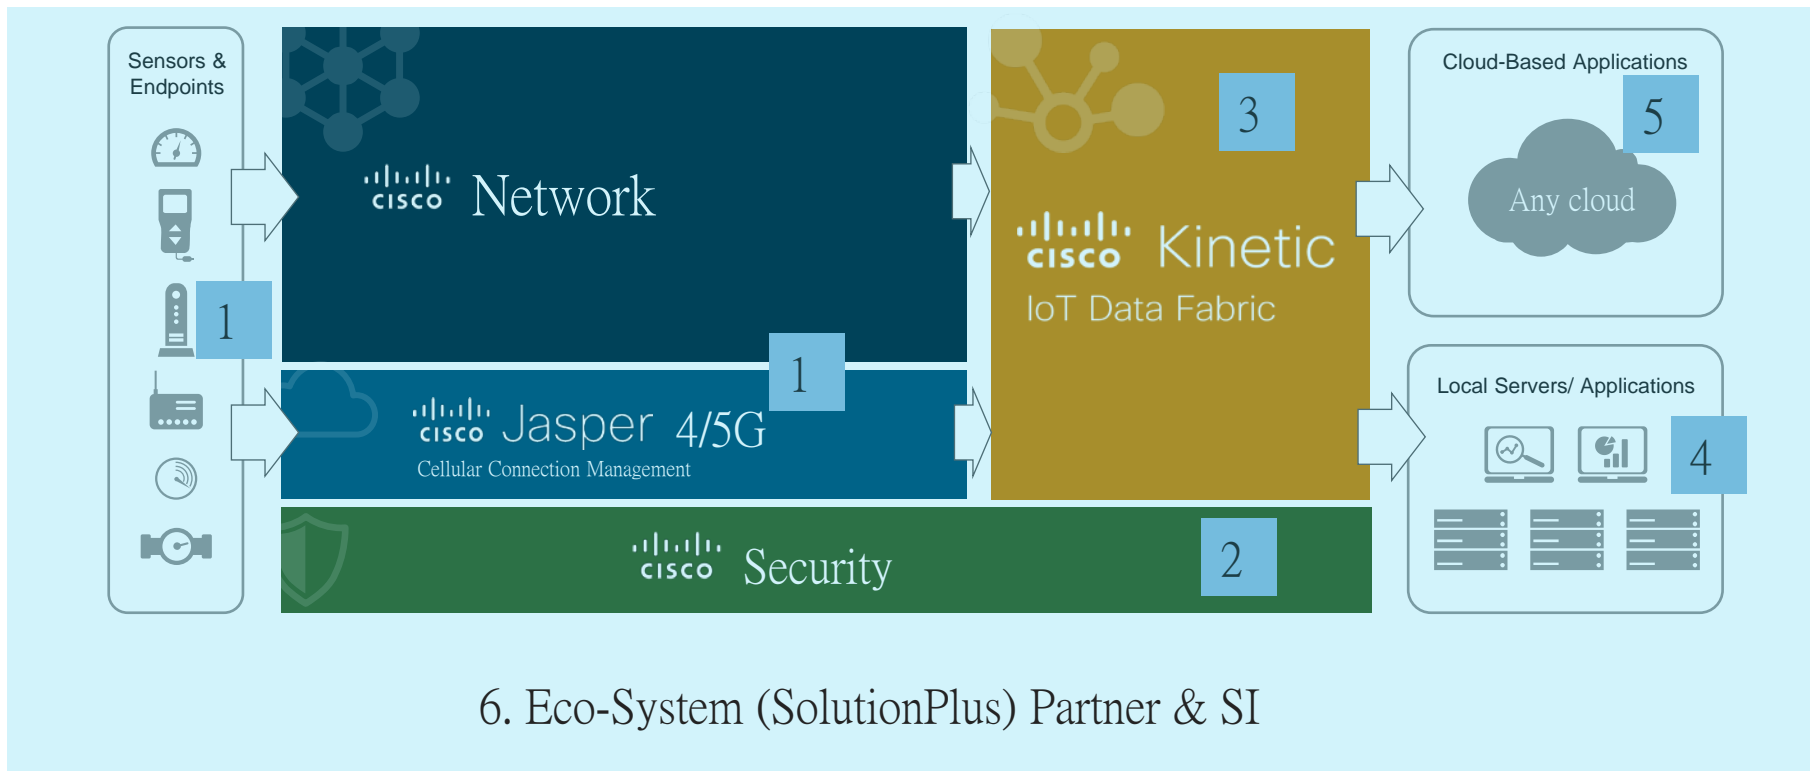 Sensors &
Endpoints
1
cisco Network
1
cisco Jasper 4/5G
Cellular Connection Management
3
cisco Kinetic
IoT Data Fabric
cisco Security
2
Cloud-Based Applications
5
Any cloud
Local Servers/ Applications
4
6. Eco-System (SolutionPlus) Partner & SI